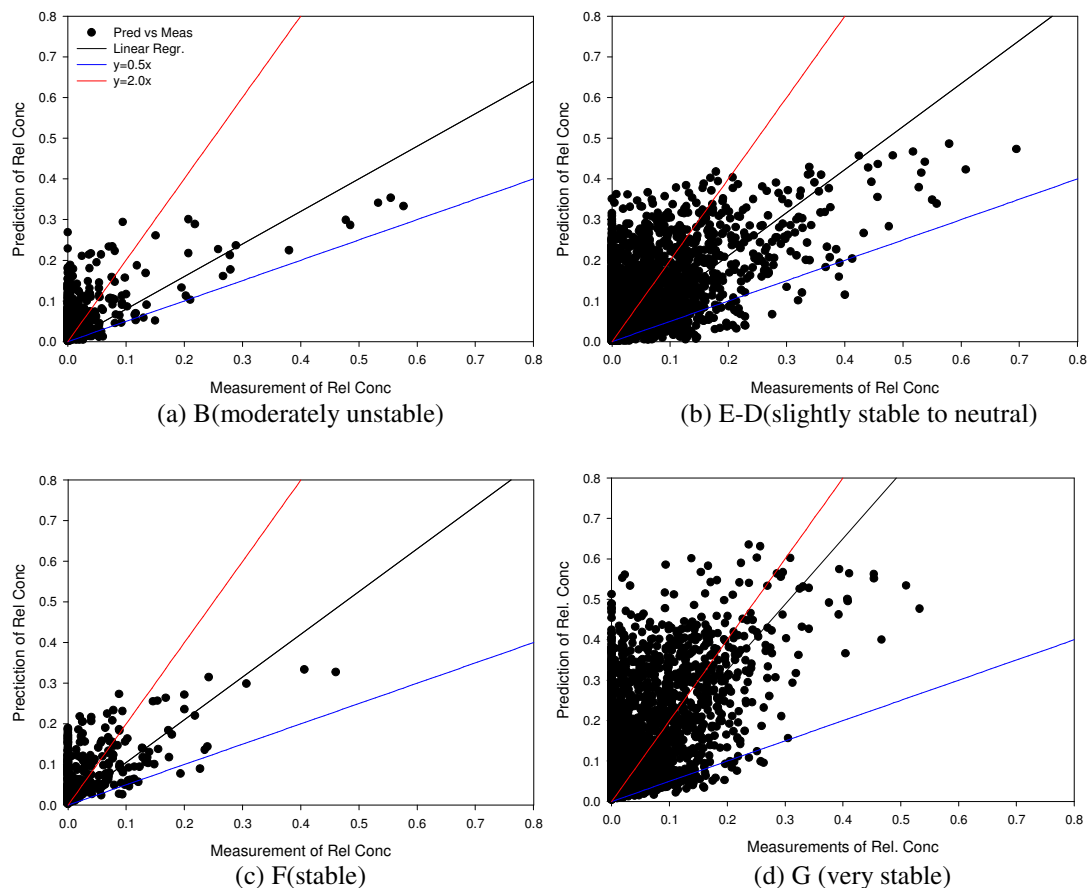 Pred vs Meas
Linear Regr.
y=0.5x
y=2.0x
Prediction of Rel Conc
0.8
0.7
0.6
0.5
0.4
0.3
0.2
0.1
0.0
0.0 0.1 0.2 0.3 0.4 0.5 0.6 0.7 0.8
Measurement of Rel Conc
(a) B(moderately unstable)
Prediction of Rel Conc
0.8
0.7
0.6
0.5
0.4
0.3
0.2
0.1
0.0
0.0 0.1 0.2 0.3 0.4 0.5 0.6 0.7 0.8
Measurements of Rel Conc
(b) E-D(slightly stable to neutral)
Prectiction of Rel Conc
0.8
0.7
0.6
0.5
0.4
0.3
0.2
0.1
0.0
0.0 0.1 0.2 0.3 0.4 0.5 0.6 0.7 0.8
Measurement of Rel Conc
(c) F(stable)
Prediction of Rel. Conc
0.8
0.7
0.6
0.5
0.4
0.3
0.2
0.1
0.0
0.0 0.1 0.2 0.3 0.4 0.5 0.6 0.7 0.8
Measurements of Rel. Conc
(d) G (very stable)